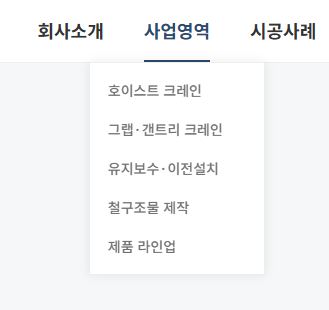 회사소개 사업영역 시공사례
호이스트 크레인
그랩·갠트리 크레인
유지보수·이전설치
철구조물 제작
제품 라인업